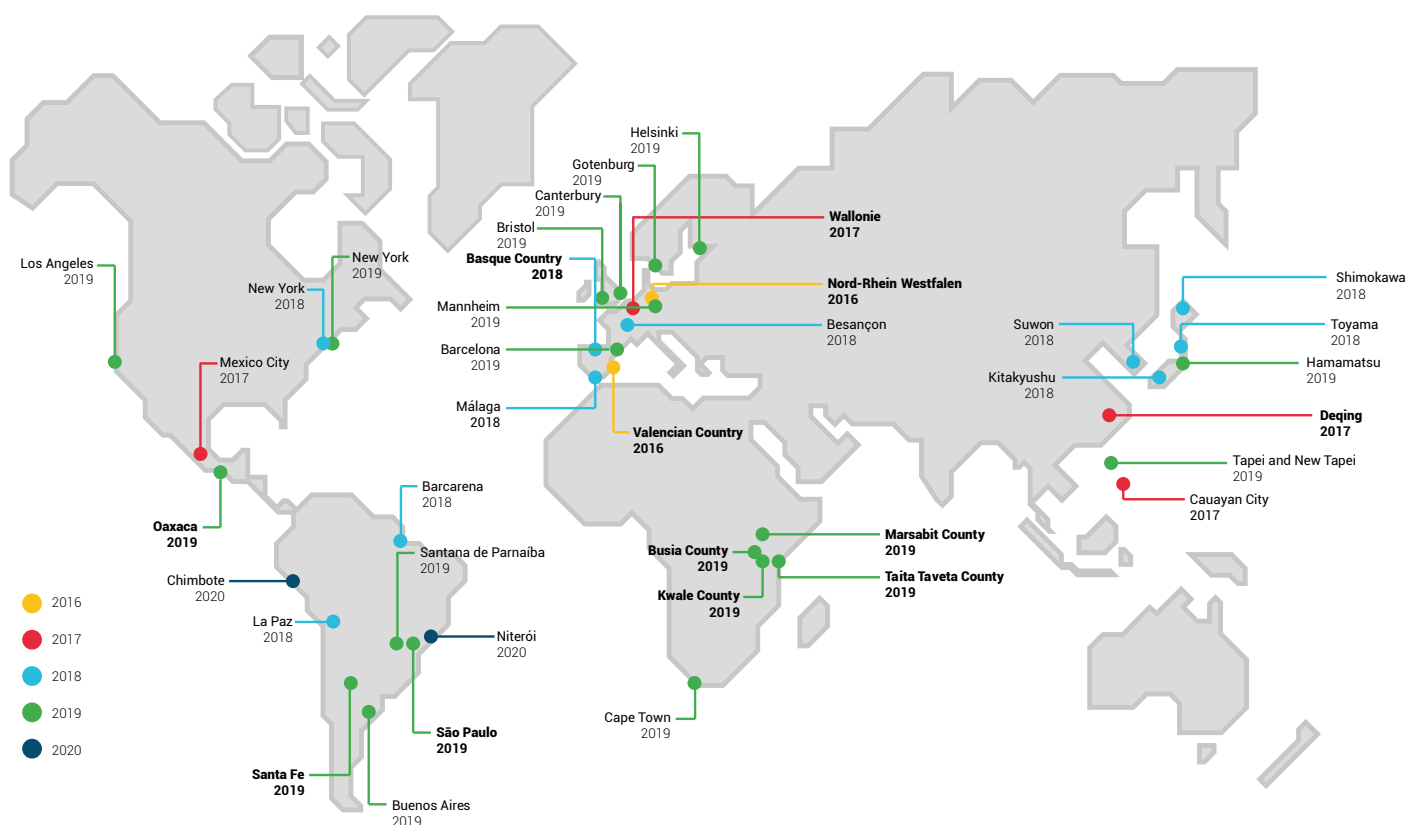 Helsinki
2019
Gotenburg
2019
Canterbury
2019
Bristol
2019
Basque Country
2018
Wallonie
2017
Los Angeles
2019
New York
2019
New York
2018
Nord-Rhein Westfalen
2016
Mannheim
2019
Besançon
2018
Barcelona
2019
Málaga
2018
Valencian Country
2016
Mexico City
2017
Suwon
2018
Kitakyushu
2018
Shimokawa
2018
Toyama
2018
Hamamatsu
2019
Deqing
2017
Tapei and New Tapei
2019
Cauayan City
2017
Oaxaca
2019
Barcarena
2018
Santana de Parnaíba
2019
Chimbote
2020
La Paz
2018
Niterói
2020
São Paulo
2019
Santa Fe
2019
Buenos Aires
2019
Marsabit County
2019
Busia County
2019
Taita Taveta County
2019
Kwale County
2019
Cape Town
2019
2016
2017
2018
2019
2020